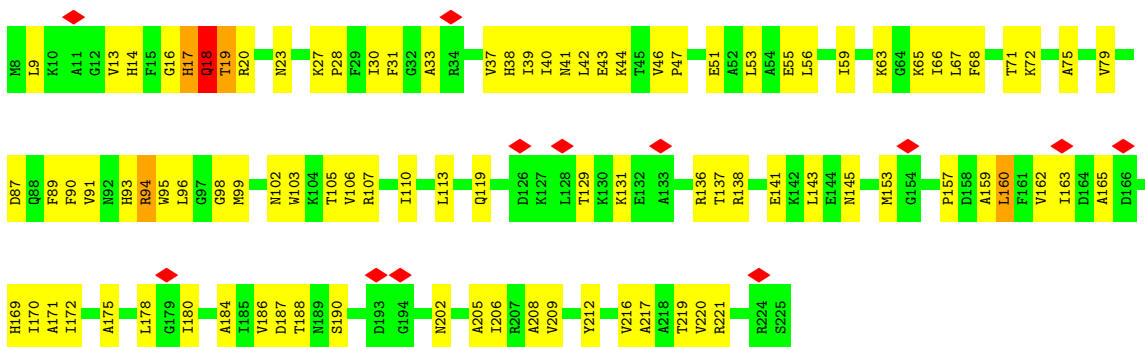 M8 L9 K10 A11 G12 V13 H14 F15 G16 H17 Q18 T19 R20 N23 K27 P28 F29 I30 F31 G32 A33 R34 V37 H38 I39 I40 N41 L42 E43 K44 T45 V46 P47 E51 A52 L53 A54 E55 L56 I59 K63 G64 K65 I66 L67 F68 T71 K72 A75 V79
D87 Q88 F89 F90 V91 N92 H93 R94 W95 L96 G97 G98 M99 N102 W103 K104 T105 V106 R107 I110 L113 Q119 D126 K127 L128 T129 K130 K131 E132 A133 R136 T137 R138 E141 K142 L143 E144 N145 M153 G154 P157 D158 A159 L160 F161 V162 I163 D164 A165 D166
H169 I170 A171 I172 A175 L178 G179 I180 A184 I185 V186 D187 T188 N189 S190 D193 G194 N202 A205 I206 R207 A208 V209 Y212 V216 A217 A218 T219 V220 R221 R224 S225